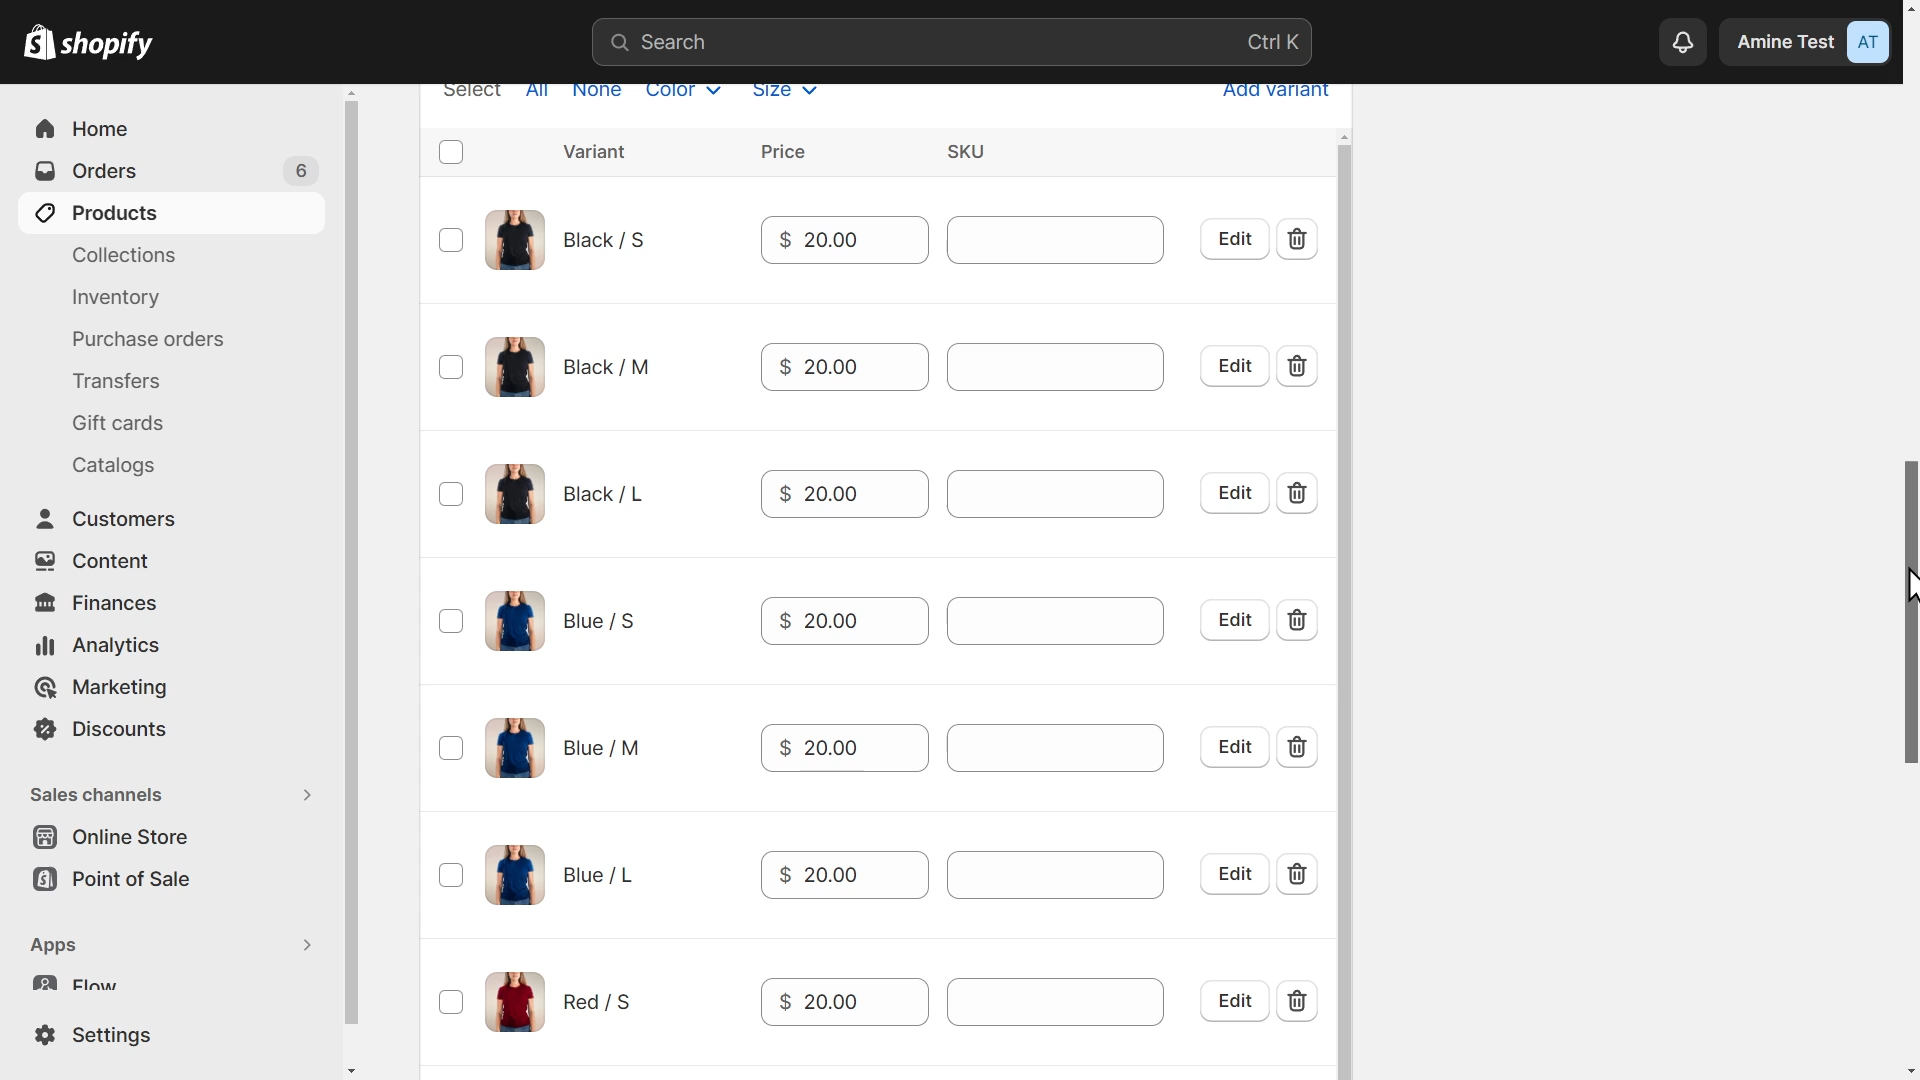 shopify
Search
Ctrl K
Amine Test
AT
Home
Orders
6
Products
Collections
Inventory
Purchase orders
Transfers
Gift cards
Catalogs
Customers
Content
Finances
Analytics
Marketing
Discounts
Sales channels
Online Store
Point of Sale
Apps
Flow
Settings
Select All None Color Size Add variant
Variant Price SKU
Black / S $ 20.00 Edit
Black / M $ 20.00 Edit
Black / L $ 20.00 Edit
Blue / S $ 20.00 Edit
Blue / M $ 20.00 Edit
Blue / L $ 20.00 Edit
Red / S $ 20.00 Edit